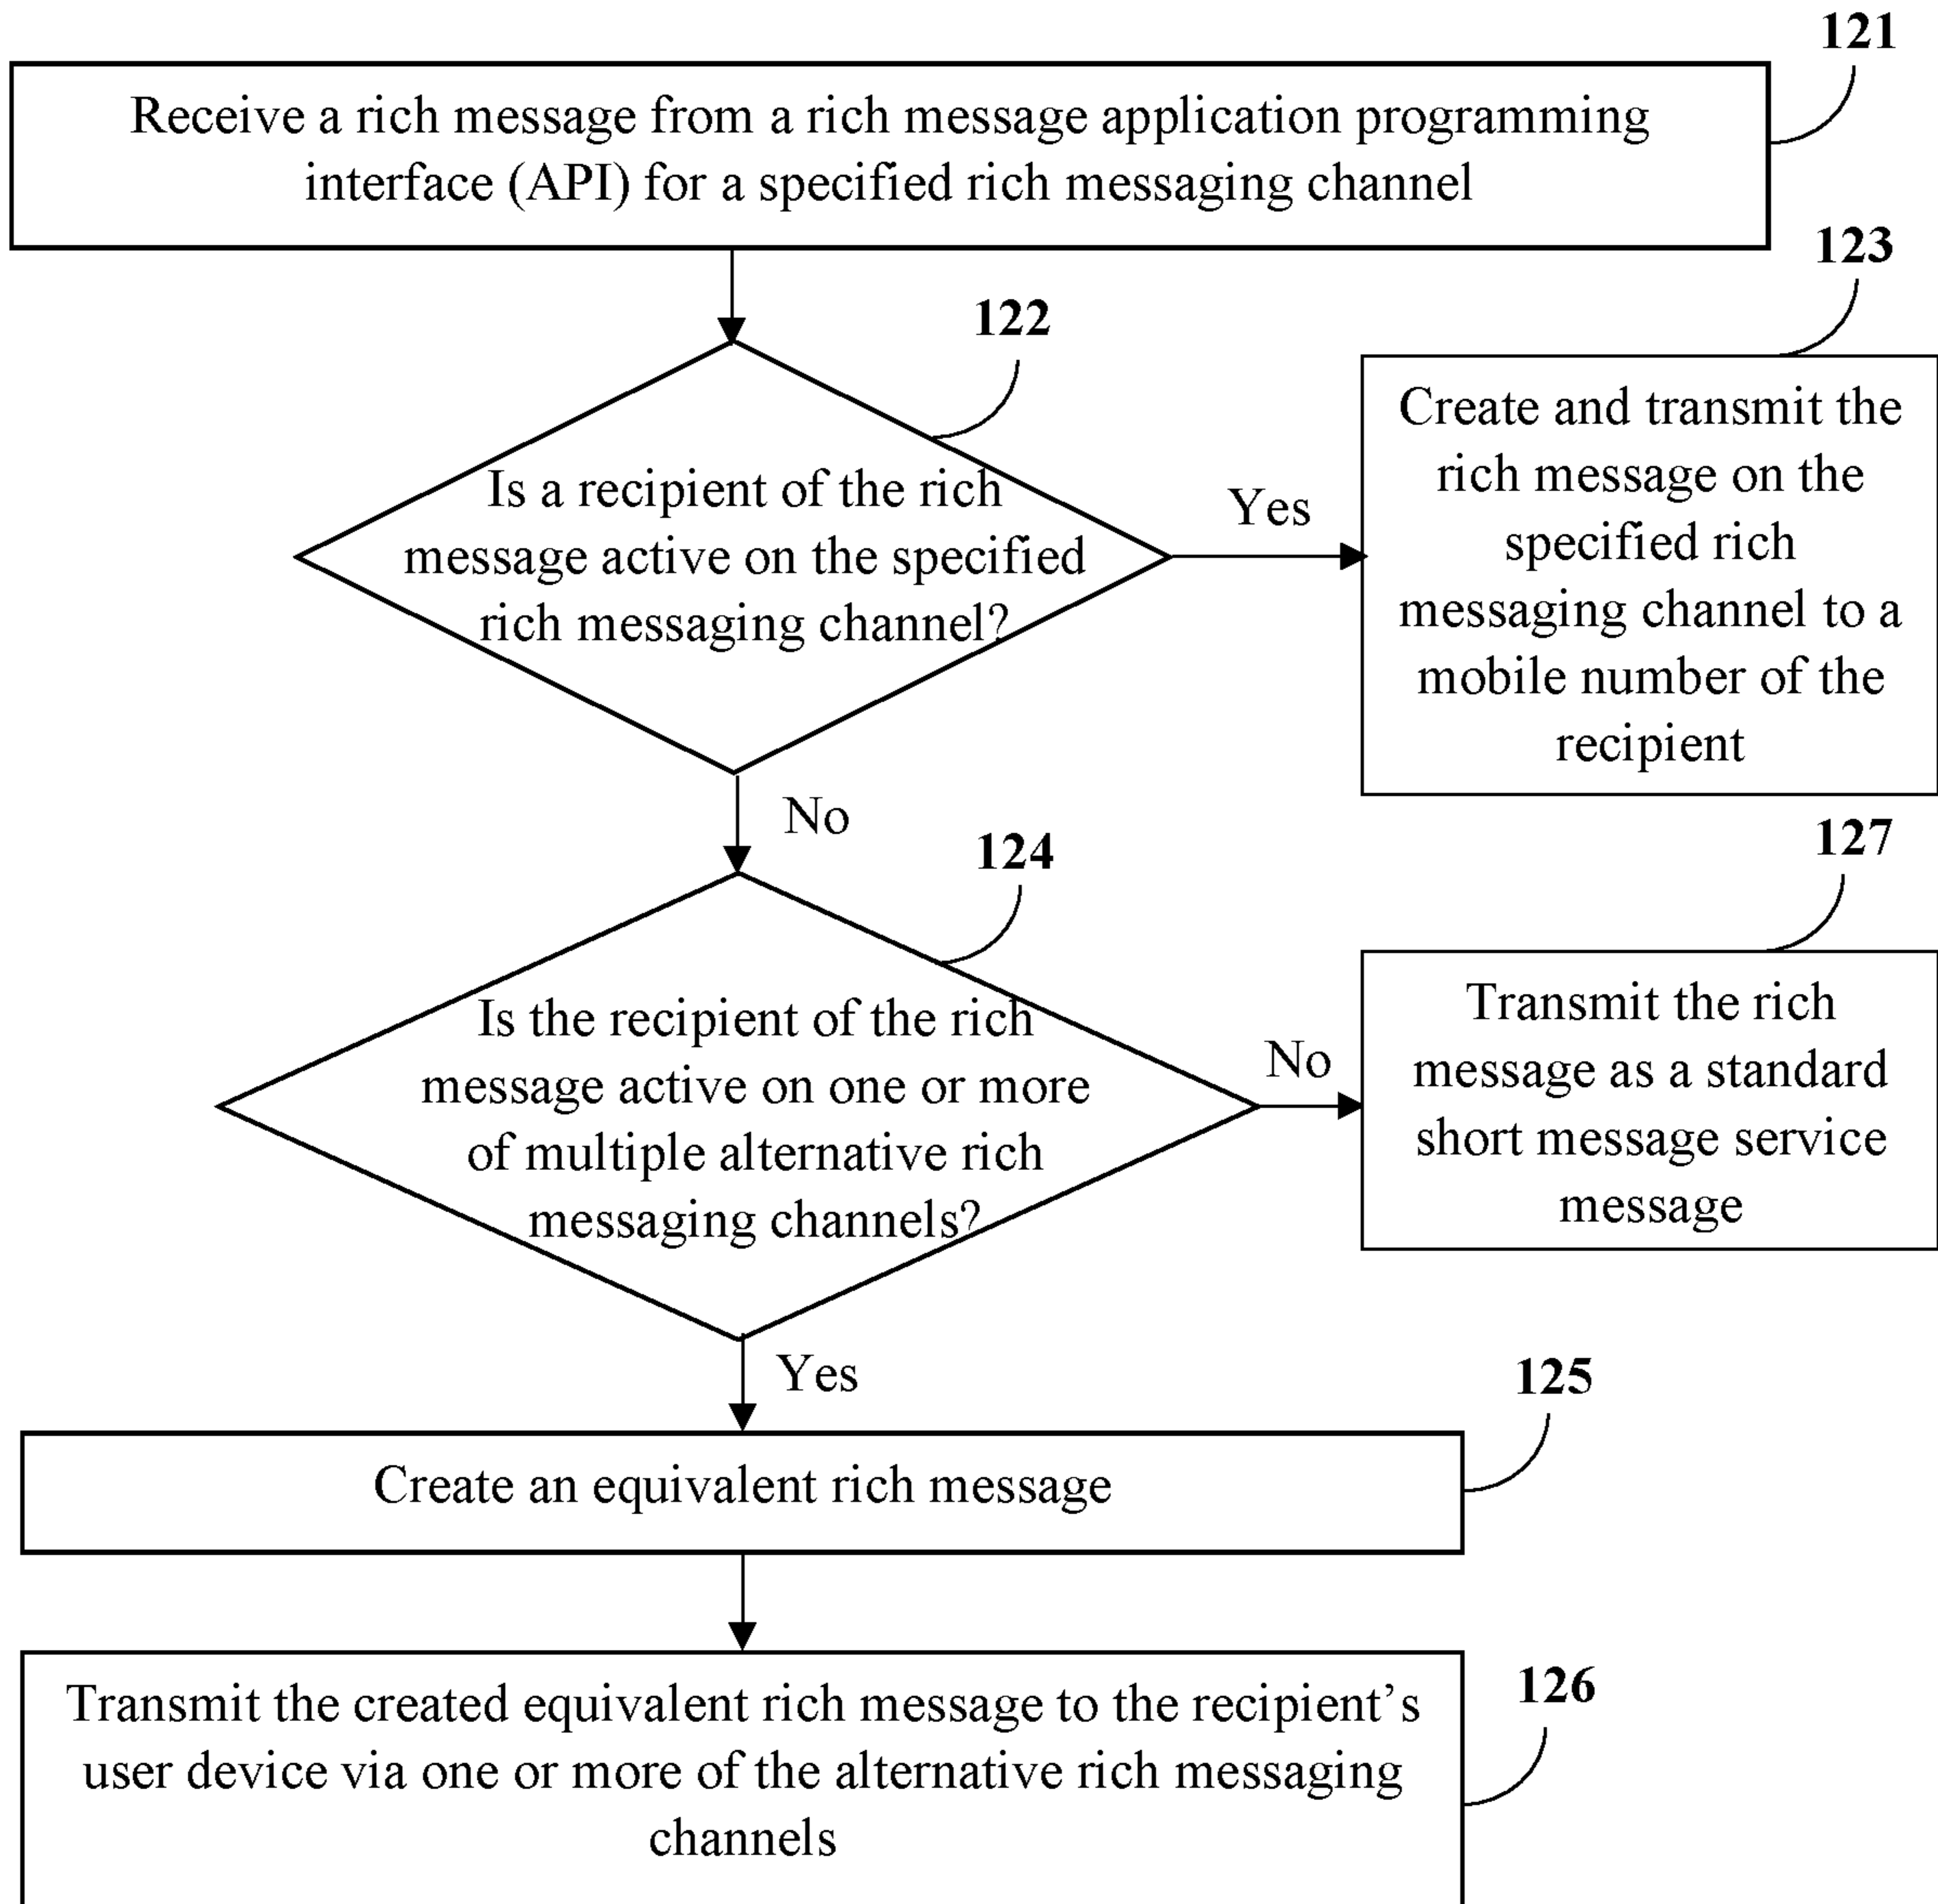 121
Receive a rich message from a rich message application programming
interface (API) for a specified rich messaging channel
123
122
Create and transmit the
rich message on the
specified rich
messaging channel to a
mobile number of the
recipient
Is a recipient of the rich
message active on the specified
rich messaging channel?
Yes
No
124
127
Is the recipient of the rich
message active on one or more
of multiple alternative rich
messaging channels?
No
Transmit the rich
message as a standard
short message service
message
Yes
125
Create an equivalent rich message
126
Transmit the created equivalent rich message to the recipient’s
user device via one or more of the alternative rich messaging
channels